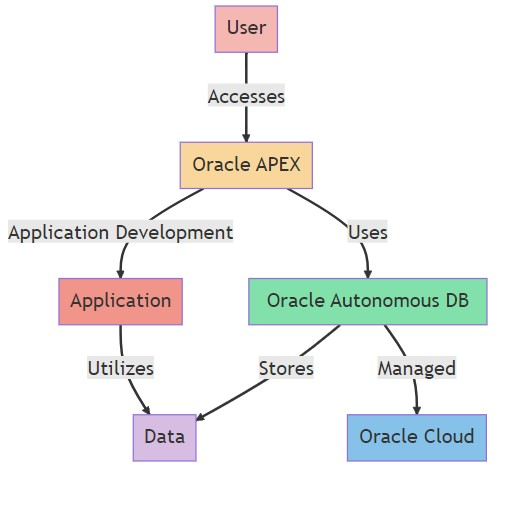 User
Accesses
Oracle APEX
Application Development
Uses
Application
Oracle Autonomous DB
Utilizes
Stores
Managed
Data
Oracle Cloud